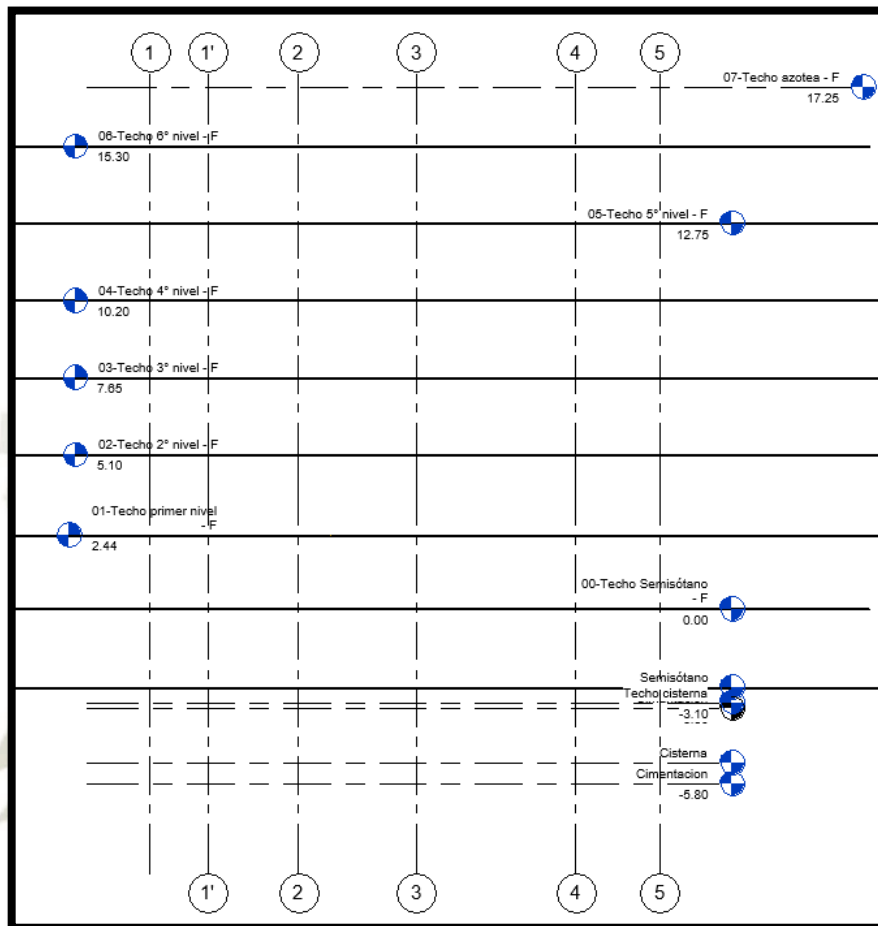 1 1' 2 3 4 5
07-Techo azotea - F
17.25
06-Techo 6° nivel - F
15.30
05-Techo 5° nivel - F
12.75
04-Techo 4° nivel - F
10.20
03-Techo 3° nivel - F
7.65
02-Techo 2° nivel - F
5.10
01-Techo primer nivel
- F
2.44
00-Techo Semisótano
- F
0.00
Semisótano
Techo cisterna
-3.10
Cisterna
Cimentacion
-5.80
1' 2 3 4 5